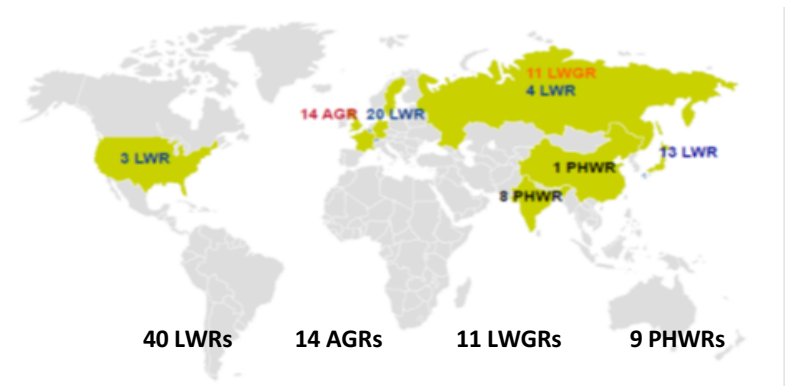 11 LWGR
4 LWR
14 AGR 20 LWR
3 LWR
13 LWR
1 PHWR
8 PHWR
40 LWRs 14 AGRs 11 LWGRs 9 PHWRs